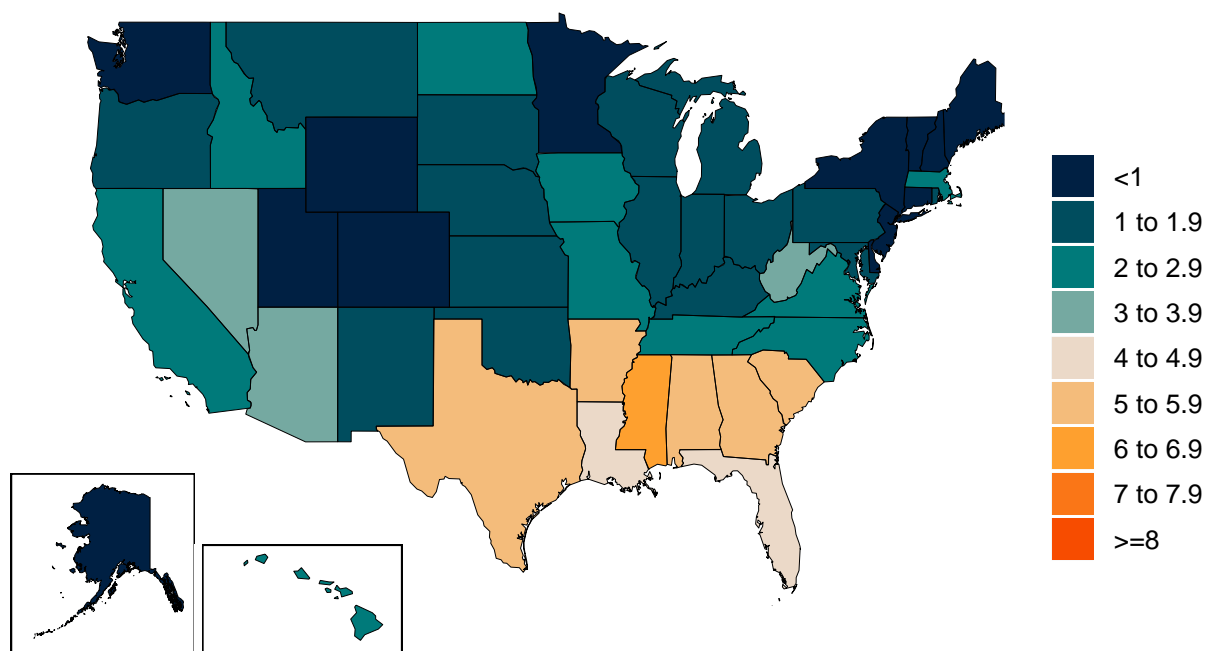 <1
1 to 1.9
2 to 2.9
3 to 3.9
4 to 4.9
5 to 5.9
6 to 6.9
7 to 7.9
>=8